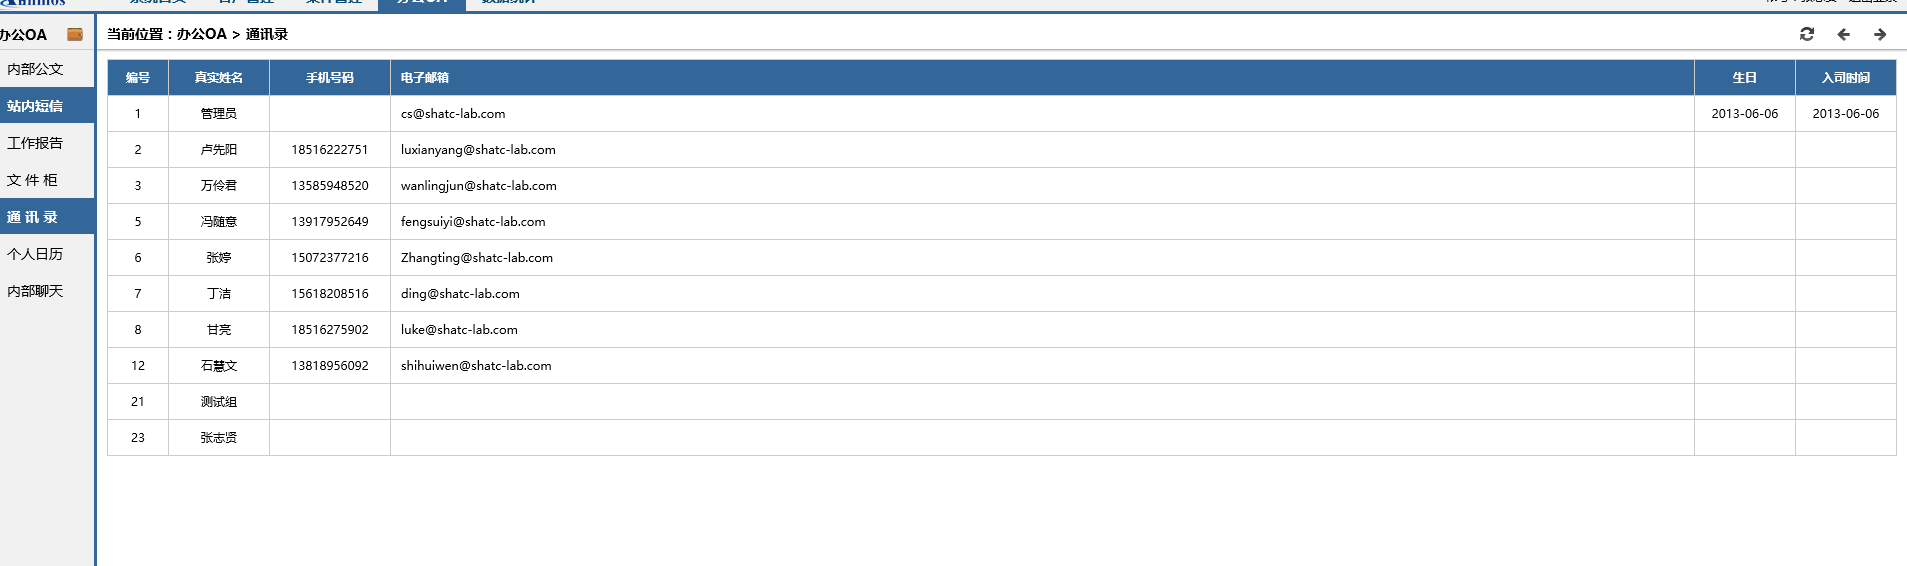 办公OA
办公OA
当前位置：办公OA > 通讯录
内部公文
站内短信
工作报告
文 件 柜
通 讯 录
个人日历
内部聊天
编号 真实姓名 手机号码 电子邮箱 生日 入司时间
1 管理员 cs@shatc-lab.com 2013-06-06 2013-06-06
2 卢先阳 18516222751 luxianyang@shatc-lab.com
3 万伶君 13585948520 wanlingjun@shatc-lab.com
5 冯随意 13917952649 fengsuiyi@shatc-lab.com
6 张婷 15072377216 Zhangting@shatc-lab.com
7 丁洁 15618208516 ding@shatc-lab.com
8 甘亮 18516275902 luke@shatc-lab.com
12 石慧文 13818956092 shihuiwen@shatc-lab.com
21 测试组
23 张志贤